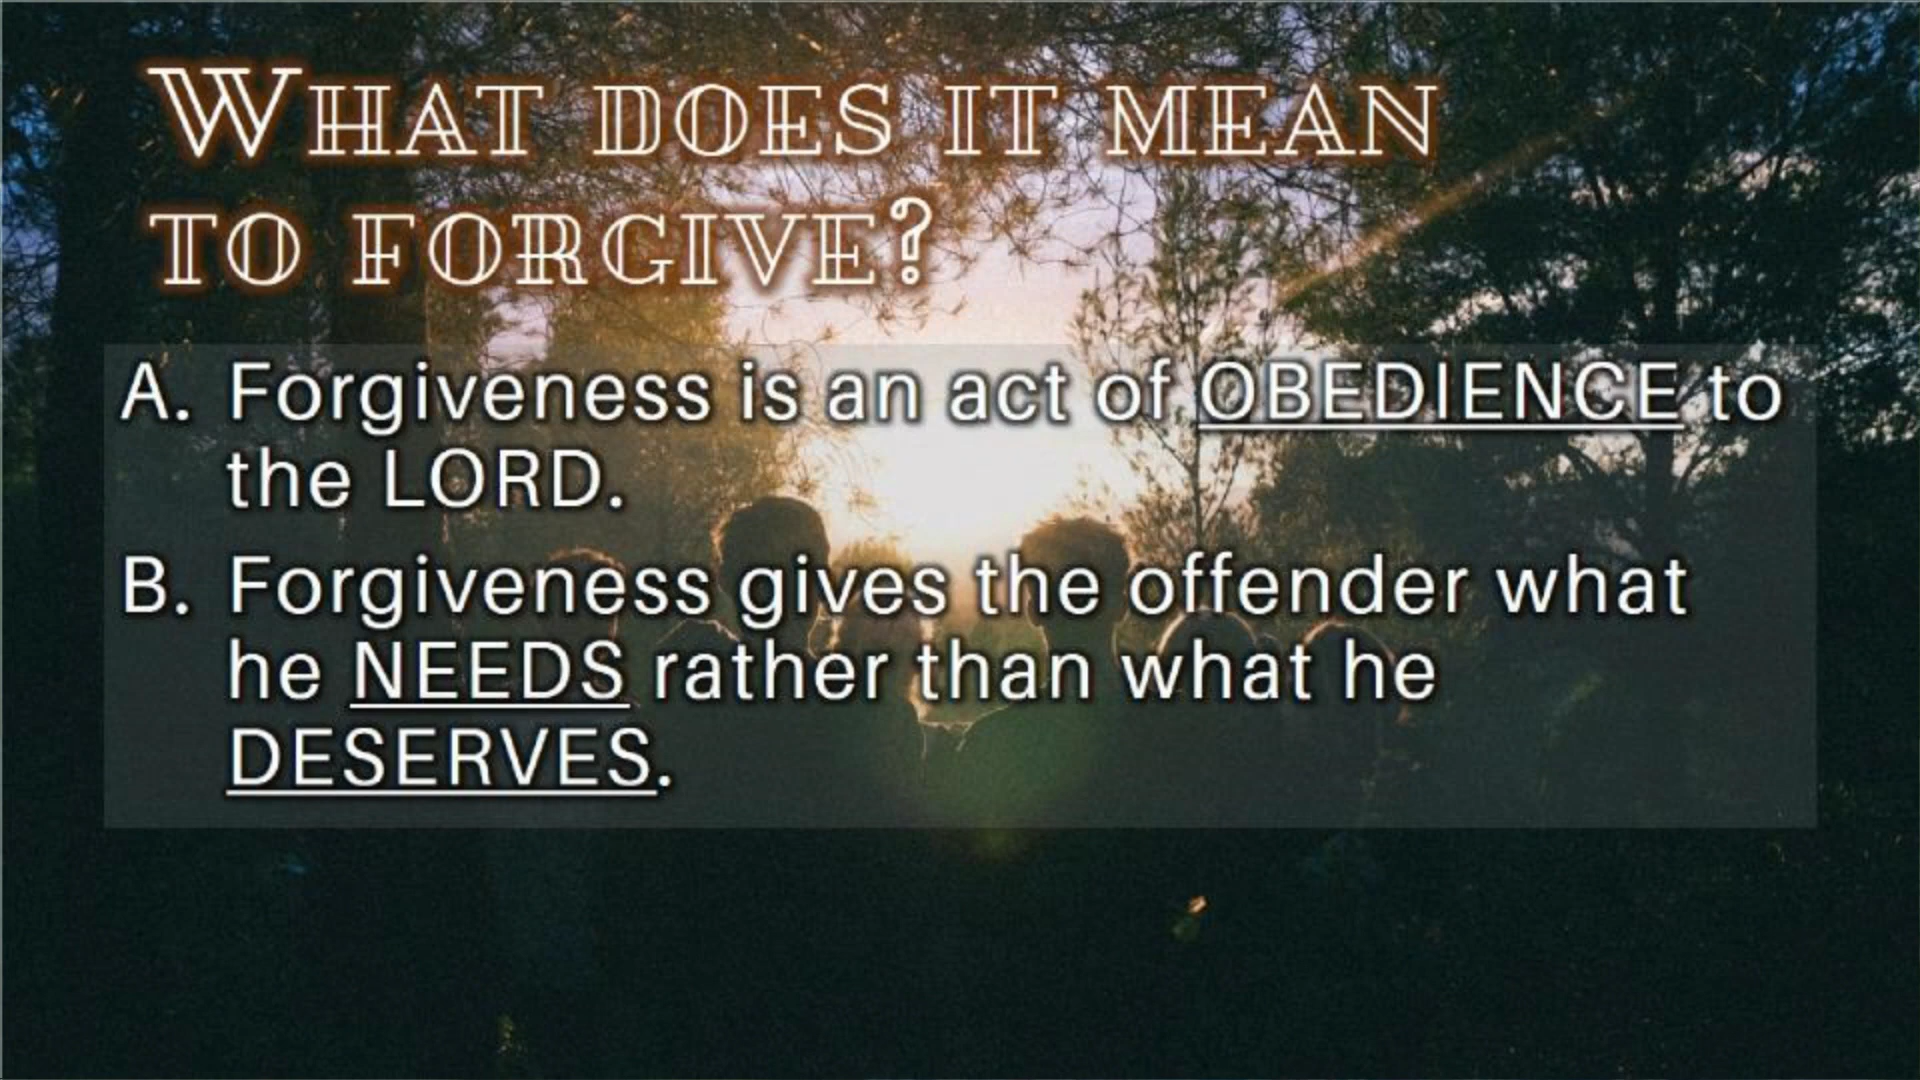 WHAT DOES IT MEAN
TO FORGIVE?
A. Forgiveness is an act of OBEDIENCE to
the LORD.
B. Forgiveness gives the offender what
he NEEDS rather than what he
DESERVES.